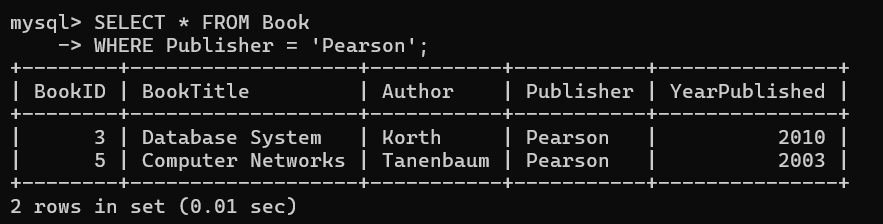 mysql> SELECT * FROM Book
    -> WHERE Publisher = 'Pearson';
+--------+-------------------+-----------+-----------+---------------+
| BookID | BookTitle         | Author    | Publisher | YearPublished |
+--------+-------------------+-----------+-----------+---------------+
|      3 | Database System   | Korth     | Pearson   |          2010 |
|      5 | Computer Networks | Tanenbaum | Pearson   |          2003 |
+--------+-------------------+-----------+-----------+---------------+
2 rows in set (0.01 sec)